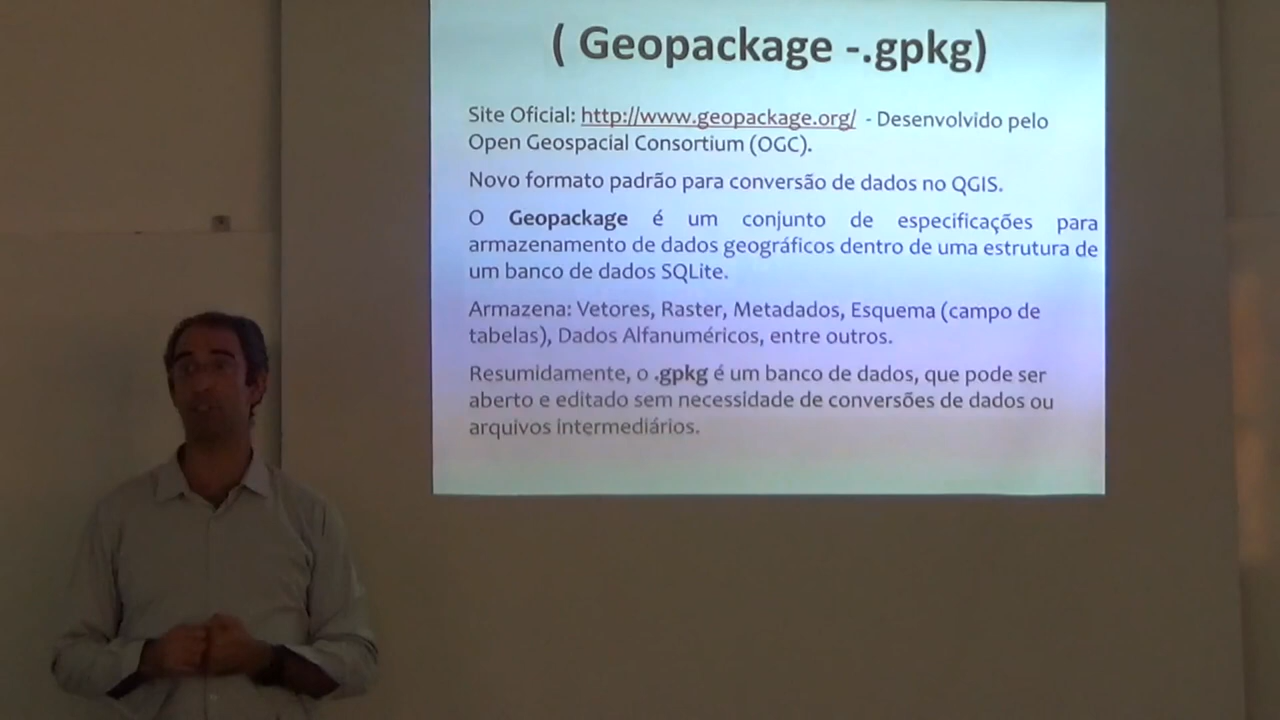 ( Geopackage -.gpkg)
Site Oficial: http://www.geopackage.org/ - Desenvolvido pelo
Open Geospacial Consortium (OGC).
Novo formato padrão para conversão de dados no QGIS.
O Geopackage é um conjunto de especificações para
armazenamento de dados geográficos dentro de uma estrutura de
um banco de dados SQLite.
Armazena: Vetores, Raster, Metadados, Esquema (campo de
tabelas), Dados Alfanuméricos, entre outros.
Resumidamente, o .gpkg é um banco de dados, que pode ser
aberto e editado sem necessidade de conversões de dados ou
arquivos intermediários.